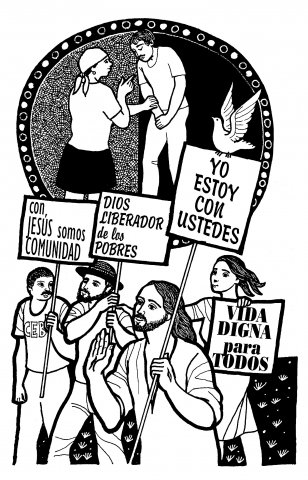 YO
ESTOY
CON
USTEDES
DIOS
LIBERADOR
de los
POBRES
con,
JESÚS SOMOS
COMUNIDAD
VIDA
DIGNA
para
TODOS
CEB